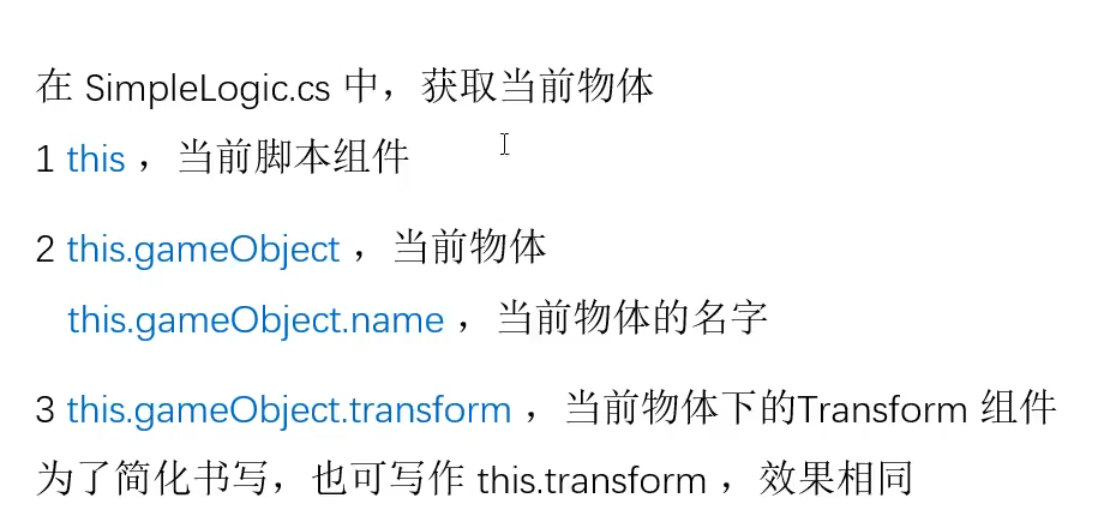 在 SimpleLogic.cs 中，获取当前物体
1 this ，当前脚本组件
2 this.gameObject ，当前物体
this.gameObject.name ，当前物体的名字
3 this.gameObject.transform ，当前物体下的Transform 组件
为了简化书写，也可写作 this.transform ，效果相同